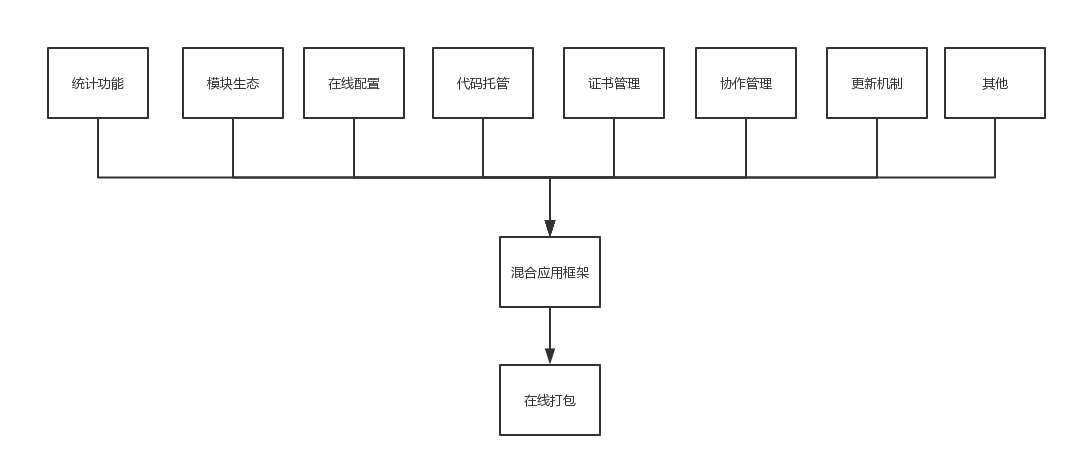 统计功能
模块生态
在线配置
代码托管
证书管理
协作管理
更新机制
其他
混合应用框架
在线打包